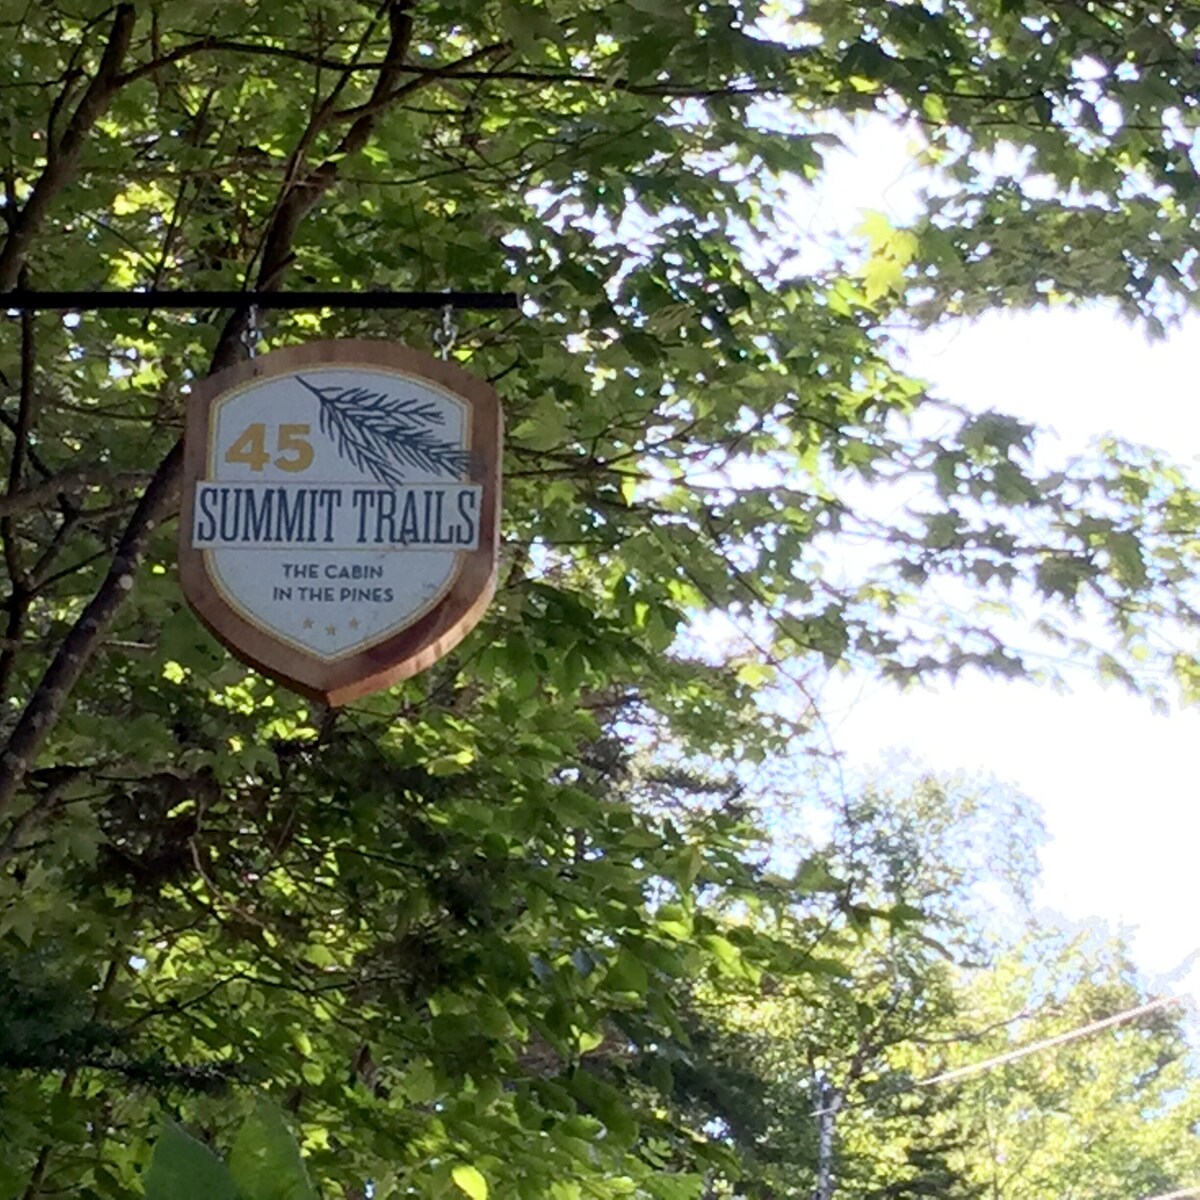 45
SUMMIT TRAILS
THE CABIN
IN THE PINES